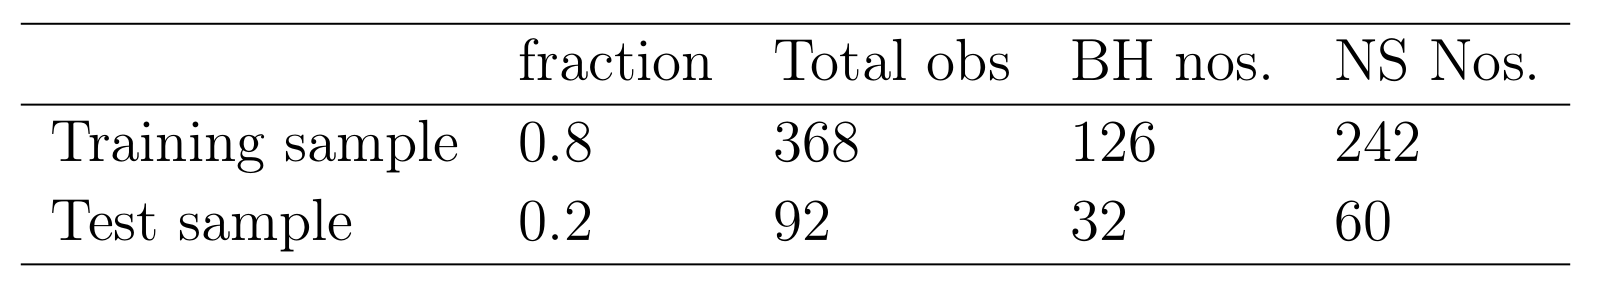 fraction Total obs BH nos. NS Nos.
Training sample 0.8 368 126 242
Test sample 0.2 92 32 60